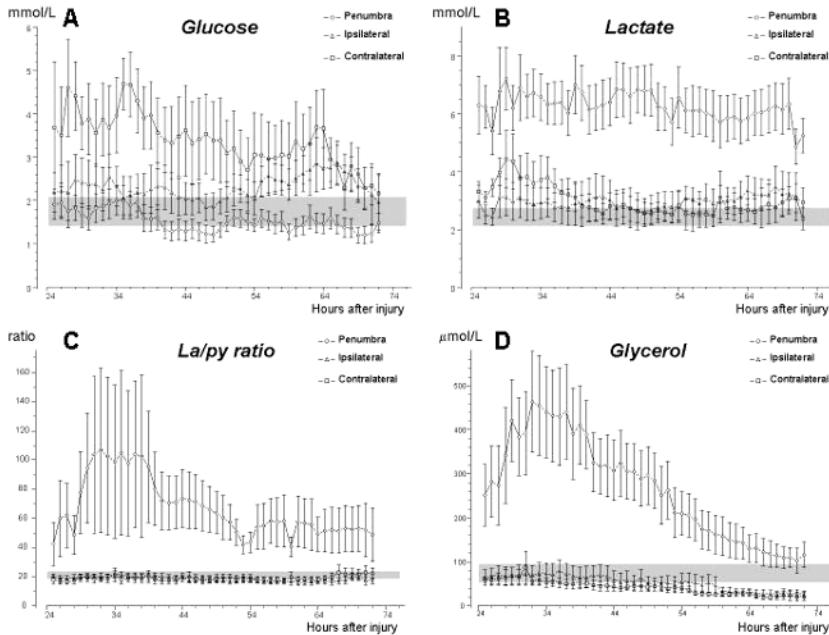 mmol/L
A
Glucose
Penumbra
Ipsilateral
Contralateral
6
5
4
3
2
1
0
24
34
44
54
64
74
Hours after injury
mmol/L
B
Lactate
Penumbra
Ipsilateral
Contralateral
8
6
4
2
0
24
34
44
54
64
74
Hours after injury
ratio
C
La/py ratio
Penumbra
Ipsilateral
Contralateral
160
140
120
100
80
60
40
20
0
24
34
44
54
64
74
Hours after injury
µmol/L
D
Glycerol
Penumbra
Ipsilateral
Contralateral
500
400
300
200
100
0
24
34
44
54
64
74
Hours after injury